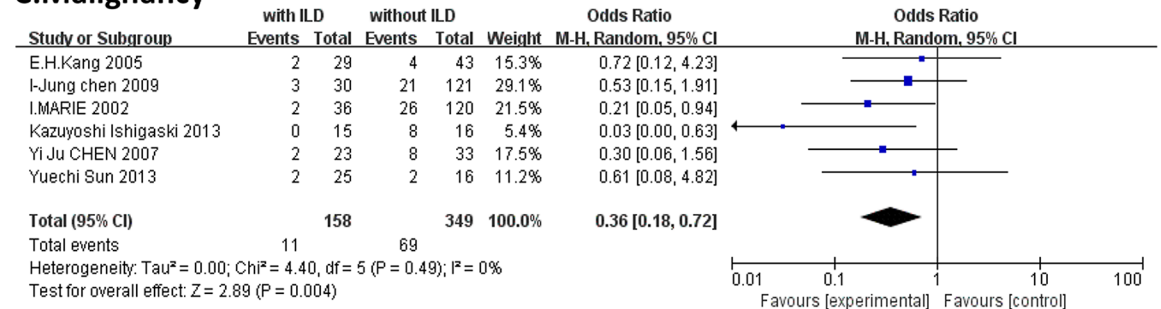 C.Malignancy
with ILD without ILD Odds Ratio Odds Ratio
Study or Subgroup Events Total Events Total Weight M-H, Random, 95% CI M-H, Random, 95% CI
E.H.Kang 2005 2 29 4 43 15.3% 0.72 [0.12, 4.23]
I-Jung chen 2009 3 30 21 121 29.1% 0.53 [0.15, 1.91]
I.MARIE 2002 2 36 26 120 21.5% 0.21 [0.05, 0.94]
Kazuyoshi Ishigaski 2013 0 15 8 16 5.4% 0.03 [0.00, 0.63]
Yi Ju CHEN 2007 2 23 8 33 17.5% 0.30 [0.06, 1.56]
Yuechi Sun 2013 2 25 2 16 11.2% 0.61 [0.08, 4.82]
Total (95% CI) 158 349 100.0% 0.36 [0.18, 0.72]
Total events 11 69
Heterogeneity: Tau² = 0.00; Chi² = 4.40, df = 5 (P = 0.49); I² = 0%
Test for overall effect: Z = 2.89 (P = 0.004)
0.01 0.1 1 10 100
Favours [experimental] Favours [control]